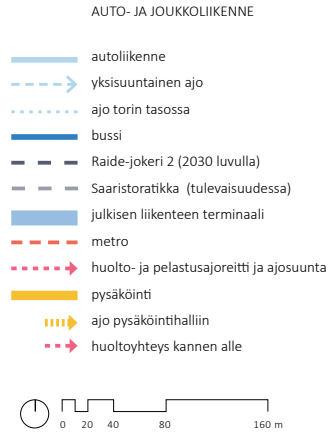 AUTO- JA JOUKKOLIIKENNE
autoliikenne
yksisuuntainen ajo
ajo torin tasossa
bussi
Raide-jokeri 2 (2030 luvulla)
Saaristoratikka (tulevaisuudessa)
julkisen liikenteen terminaali
metro
huolto- ja pelastusajoreitti ja ajosuunta
pysäköinti
ajo pysäköintihalliin
huoltoyhteys kannen alle
0 20 40 80 160 m